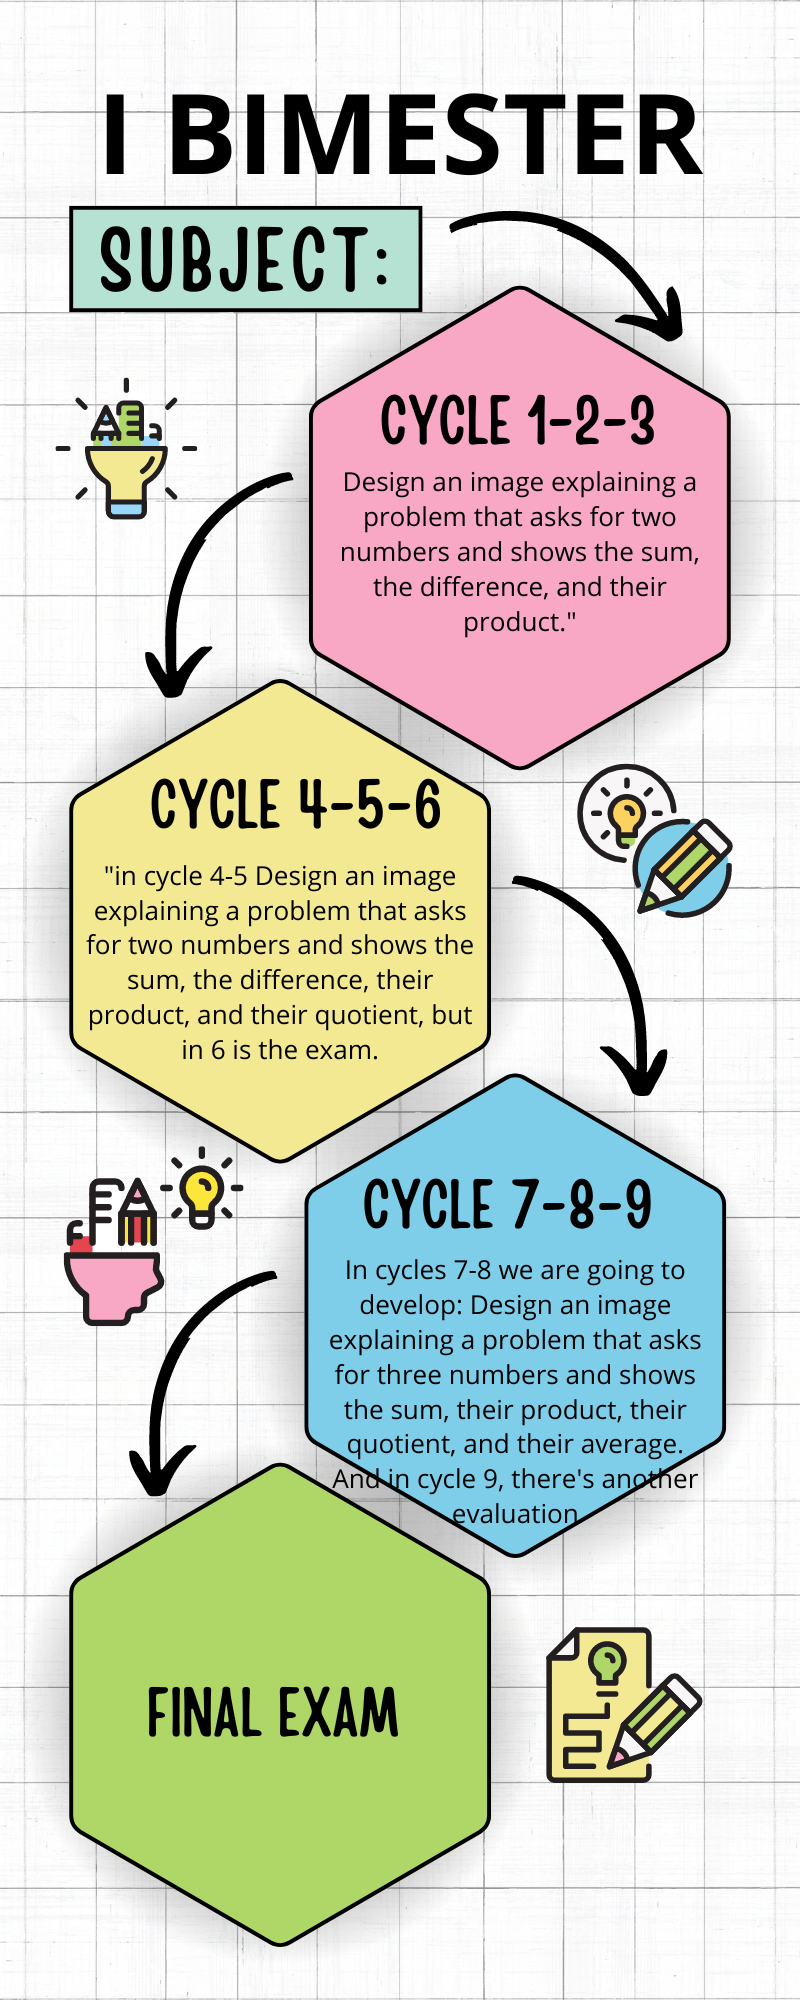 I BIMESTER
SUBJECT:
CYCLE 1-2-3
Design an image explaining a
problem that asks for two
numbers and shows the sum,
the difference, and their
product."
CYCLE 4-5-6
"in cycle 4-5 Design an image
explaining a problem that asks
for two numbers and shows the
sum, the difference, their
product, and their quotient, but
in 6 is the exam.
CYCLE 7-8-9
In cycles 7-8 we are going to
develop: Design an image
explaining a problem that asks
for three numbers and shows
the sum, their product, their
quotient, and their average.
And in cycle 9, there's another
evaluation
FINAL EXAM